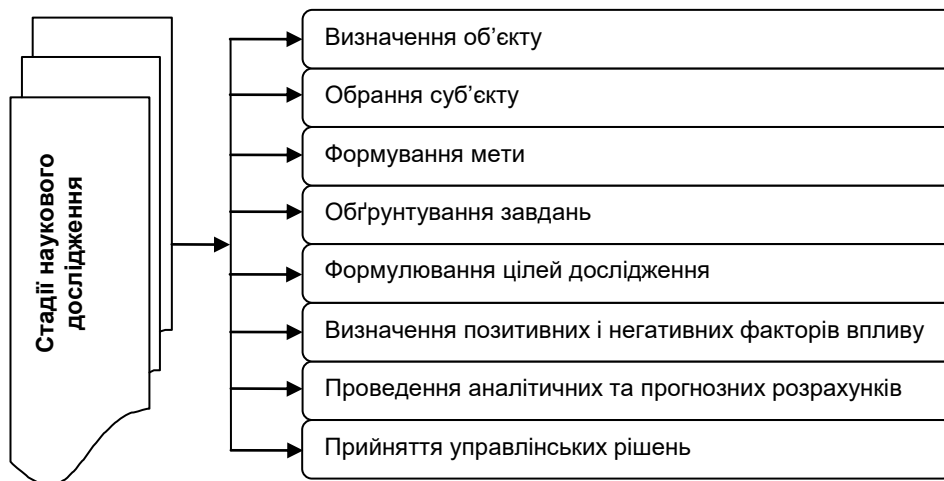 Стадії наукового
дослідження
Визначення об’єкту
Обрання суб’єкту
Формування мети
Обґрунтування завдань
Формулювання цілей дослідження
Визначення позитивних і негативних факторів впливу
Проведення аналітичних та прогнозних розрахунків
Прийняття управлінських рішень